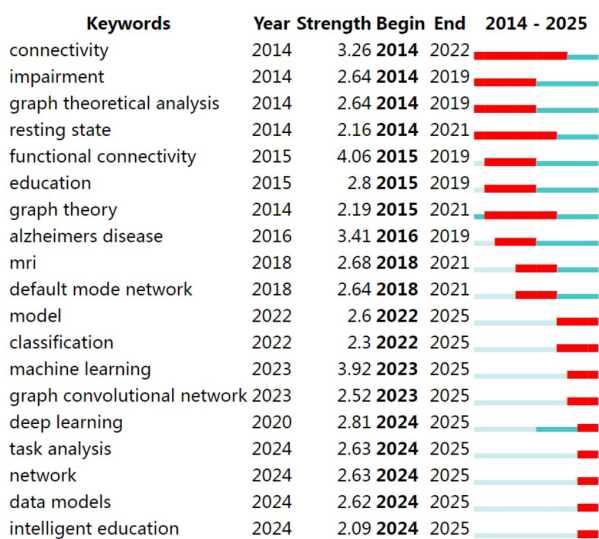 Keywords Year Strength Begin End 2014 - 2025
connectivity 2014 3.26 2014 2022
impairment 2014 2.64 2014 2019
graph theoretical analysis 2014 2.64 2014 2019
resting state 2014 2.16 2014 2021
functional connectivity 2015 4.06 2015 2019
education 2015 2.8 2015 2019
graph theory 2014 2.19 2015 2021
alzheimers disease 2016 3.41 2016 2019
mri 2018 2.68 2018 2021
default mode network 2018 2.64 2018 2021
model 2022 2.6 2022 2025
classification 2022 2.3 2022 2025
machine learning 2023 3.92 2023 2025
graph convolutional network 2023 2.52 2023 2025
deep learning 2020 2.81 2024 2025
task analysis 2024 2.63 2024 2025
network 2024 2.63 2024 2025
data models 2024 2.62 2024 2025
intelligent education 2024 2.09 2024 2025